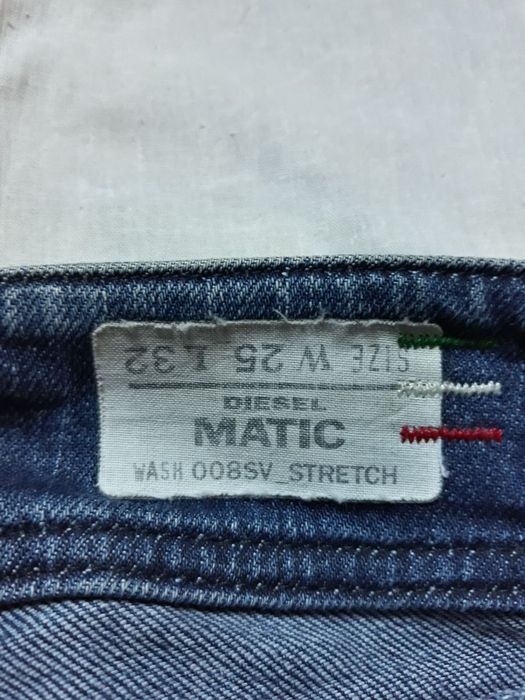 SIZE W 25 L 32
DIESEL
MATIC
WASH 008SV_STRETCH